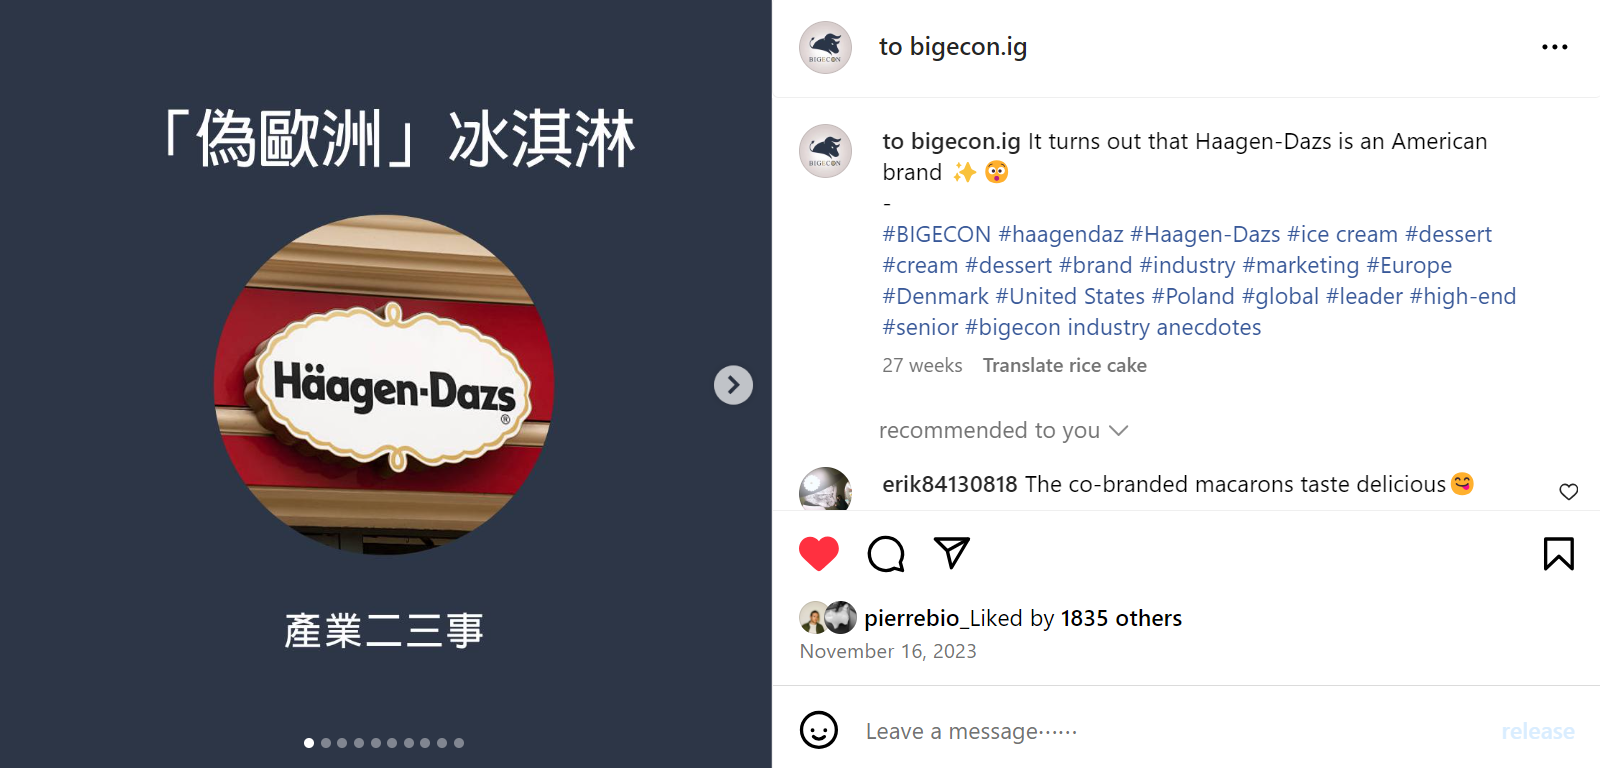 「偽歐洲」冰淇淋
Häagen-Dazs
®
產業二三事
BIGECON
to bigecon.ig
BIGECON
to bigecon.ig It turns out that Haagen-Dazs is an American
brand ✨ 😲
-
#BIGECON #haagendaz #Haagen-Dazs #ice cream #dessert
#cream #dessert #brand #industry #marketing #Europe
#Denmark #United States #Poland #global #leader #high-end
#senior #bigecon industry anecdotes
27 weeks Translate rice cake
recommended to you
erik84130818 The co-branded macarons taste delicious😋
pierrebio_Liked by 1835 others
November 16, 2023
Leave a message⋯⋯
release